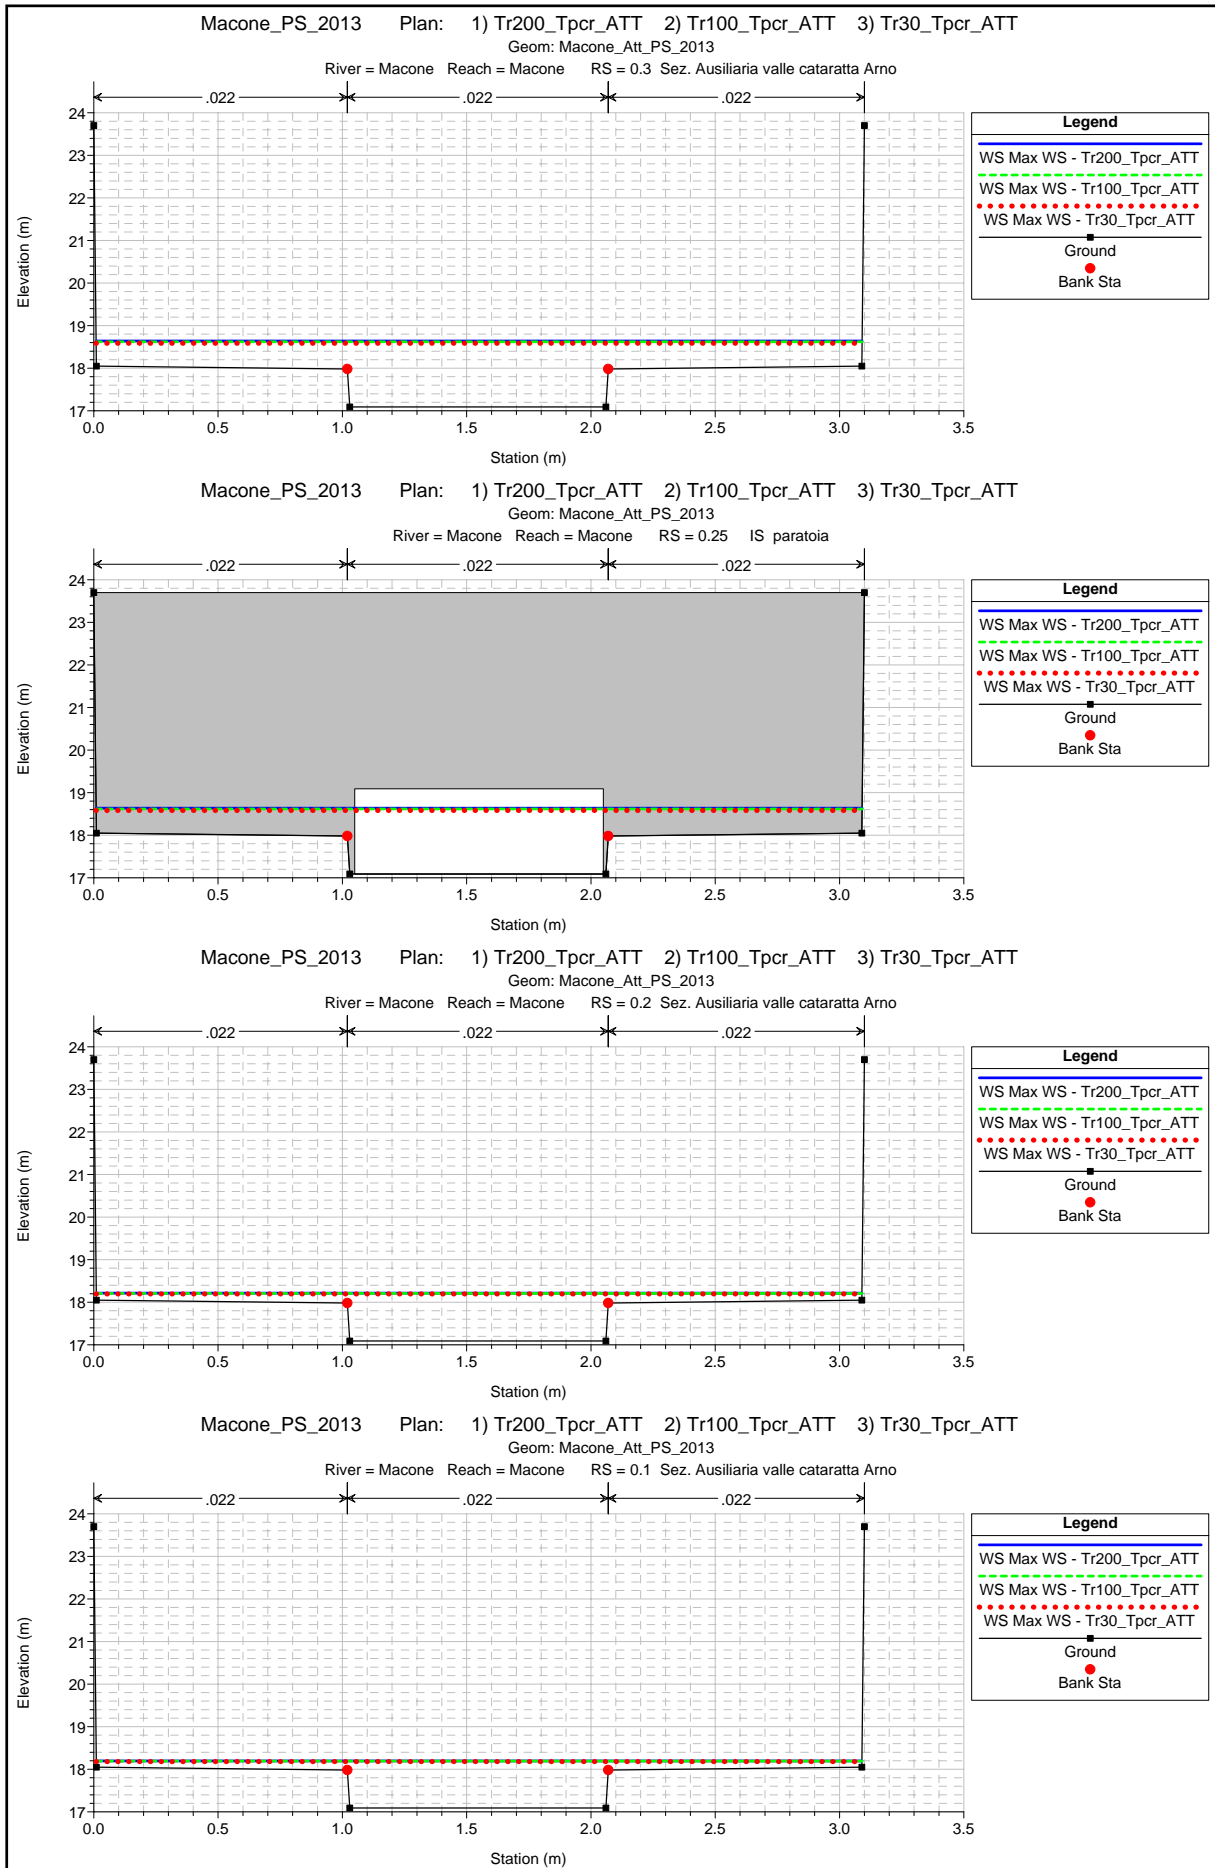 Macone_PS_2013 Plan: 1) Tr200_Tpcr_ATT 2) Tr100_Tpcr_ATT 3) Tr30_Tpcr_ATT
Geom: Macone_Att_PS_2013
River = Macone Reach = Macone RS = 0.3 Sez. Ausiliaria valle cataratta Arno
.022 .022 .022
24
23
22
21
20
19
18
17
Elevation (m)
0.0 0.5 1.0 1.5 2.0 2.5 3.0 3.5
Station (m)
Legend
WS Max WS - Tr200_Tpcr_ATT
WS Max WS - Tr100_Tpcr_ATT
WS Max WS - Tr30_Tpcr_ATT
Ground
Bank Sta
Macone_PS_2013 Plan: 1) Tr200_Tpcr_ATT 2) Tr100_Tpcr_ATT 3) Tr30_Tpcr_ATT
Geom: Macone_Att_PS_2013
River = Macone Reach = Macone RS = 0.25 IS paratoia
.022 .022 .022
24
23
22
21
20
19
18
17
Elevation (m)
0.0 0.5 1.0 1.5 2.0 2.5 3.0 3.5
Station (m)
Legend
WS Max WS - Tr200_Tpcr_ATT
WS Max WS - Tr100_Tpcr_ATT
WS Max WS - Tr30_Tpcr_ATT
Ground
Bank Sta
Macone_PS_2013 Plan: 1) Tr200_Tpcr_ATT 2) Tr100_Tpcr_ATT 3) Tr30_Tpcr_ATT
Geom: Macone_Att_PS_2013
River = Macone Reach = Macone RS = 0.2 Sez. Ausiliaria valle cataratta Arno
.022 .022 .022
24
23
22
21
20
19
18
17
Elevation (m)
0.0 0.5 1.0 1.5 2.0 2.5 3.0 3.5
Station (m)
Legend
WS Max WS - Tr200_Tpcr_ATT
WS Max WS - Tr100_Tpcr_ATT
WS Max WS - Tr30_Tpcr_ATT
Ground
Bank Sta
Macone_PS_2013 Plan: 1) Tr200_Tpcr_ATT 2) Tr100_Tpcr_ATT 3) Tr30_Tpcr_ATT
Geom: Macone_Att_PS_2013
River = Macone Reach = Macone RS = 0.1 Sez. Ausiliaria valle cataratta Arno
.022 .022 .022
24
23
22
21
20
19
18
17
Elevation (m)
0.0 0.5 1.0 1.5 2.0 2.5 3.0 3.5
Station (m)
Legend
WS Max WS - Tr200_Tpcr_ATT
WS Max WS - Tr100_Tpcr_ATT
WS Max WS - Tr30_Tpcr_ATT
Ground
Bank Sta